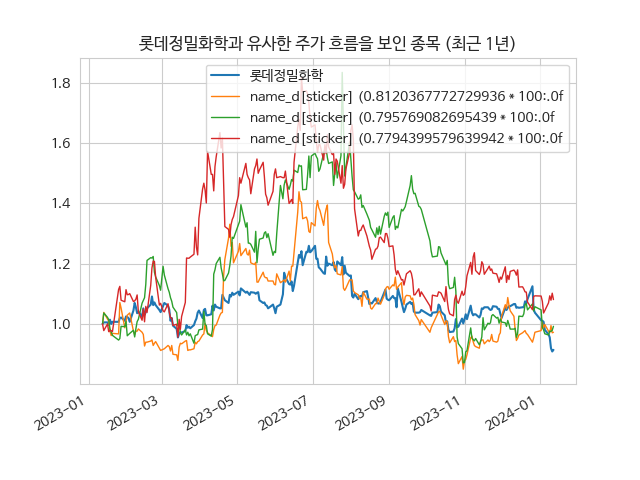 롯데정밀화학과 유사한 주가 흐름을 보인 종목 (최근 1년)
롯데정밀화학
name_d[sticker] (0.8120367772729936*100:.0f
name_d[sticker] (0.795769082695439*100:.0f
name_d[sticker] (0.7794399579639942*100:.0f
1.8
1.6
1.4
1.2
1.0
2023-01
2023-03
2023-05
2023-07
2023-09
2023-11
2024-01